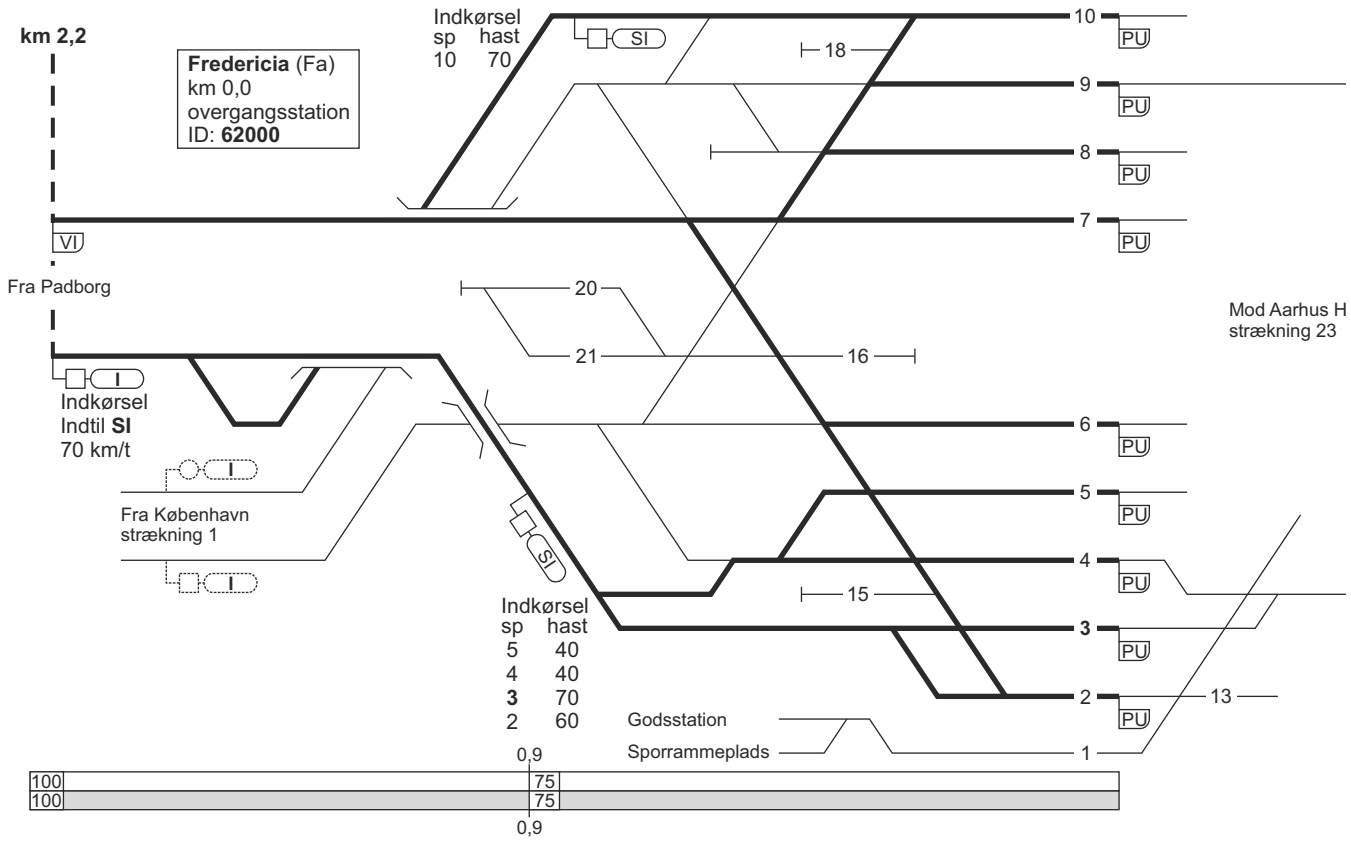 km 2,2
Fredericia (Fa)
km 0,0
overgangsstation
ID: 62000
Indkørsel
sp hast
10 70
SI
10
PU
18
9
PU
8
PU
7
PU
VI
Fra Padborg
20
21
16
Mod Aarhus H
strækning 23
I
Indkørsel
Indtil SI
70 km/t
6
PU
I
Fra København
strækning 1
I
SI
5
PU
4
PU
15
Indkørsel
sp hast
5 40
4 40
3 70
2 60
3
PU
2
PU
13
Godsstation
Sporrammeplads
1
0,9
100 75
100 75
0,9